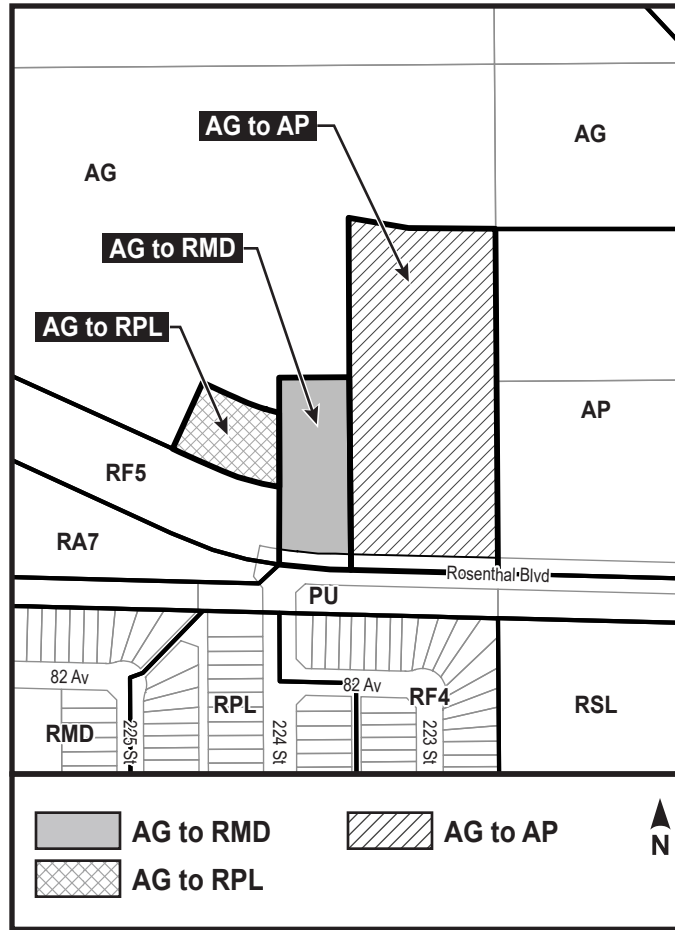 AG to AP
AG
AG
AG to RMD
AG to RPL
AP
RF5
RA7
Rosenthal Blvd
PU
82 Av
82 Av
RF4
RPL
RSL
RMD
225 St
224 St
223 St
AG to RMD
AG to AP
AG to RPL
N